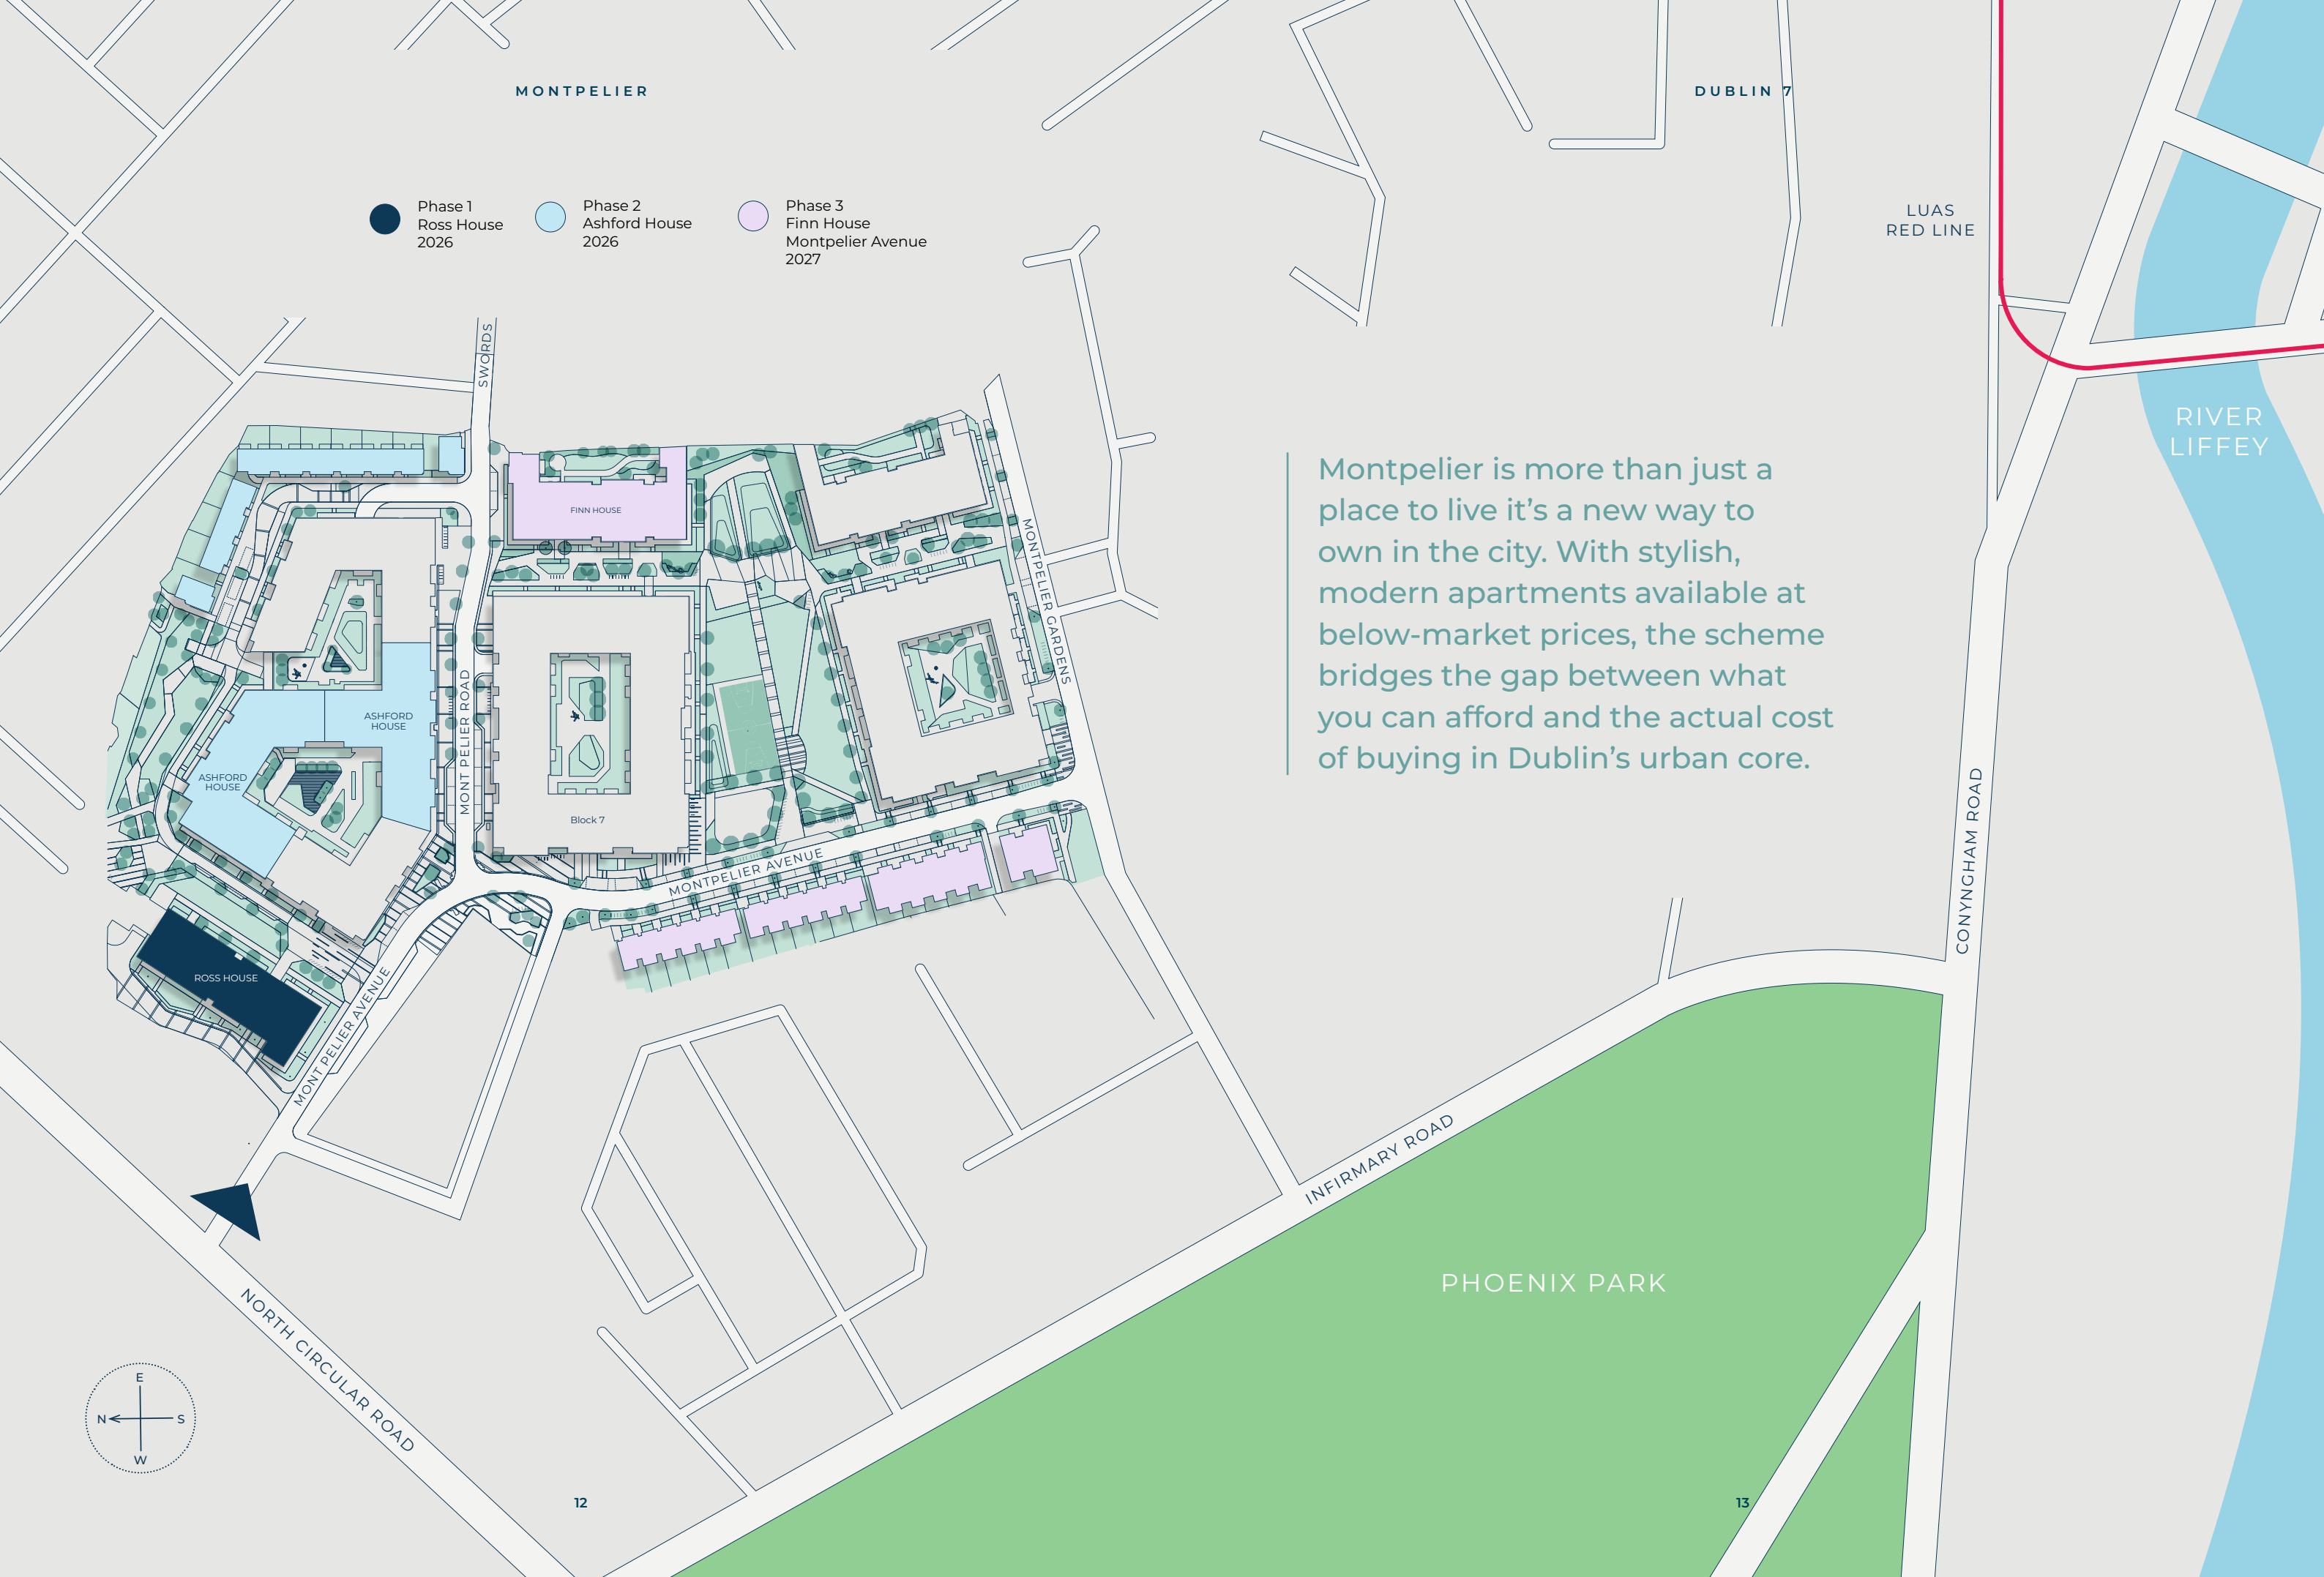 MONTPELIER
DUBLIN 7
Phase 1
Ross House
2026
Phase 2
Ashford House
2026
Phase 3
Finn House
Montpelier Avenue
2027
LUAS
RED LINE
SWORDS
RIVER
LIFFEY
Montpelier is more than just a
place to live it’s a new way to
own in the city. With stylish,
modern apartments available at
below-market prices, the scheme
bridges the gap between what
you can afford and the actual cost
of buying in Dublin’s urban core.
FINN HOUSE
MONTPELIER GARDENS
ASHFORD
HOUSE
MONTPELIER ROAD
ASHFORD
HOUSE
Block 7
MONTPELIER AVENUE
CONYNGHAM ROAD
ROSS HOUSE
MONTPELIER AVENUE
INFIRMARY ROAD
PHOENIX PARK
NORTH CIRCULAR ROAD
E
N S
W
12
13